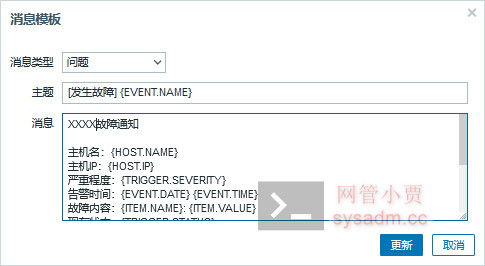 消息模板
消息类型 问题
主题 [发生故障] {EVENT.NAME}
消息 XXXX故障通知
主机名：{HOST.NAME}
主机IP：{HOST.IP}
严重程度：{TRIGGER.SEVERITY}
告警时间：{EVENT.DATE} {EVENT.TIME}
故障内容：{ITEM.NAME}: {ITEM.VALUE}
网管小贾
sysadm.cc
更新 取消